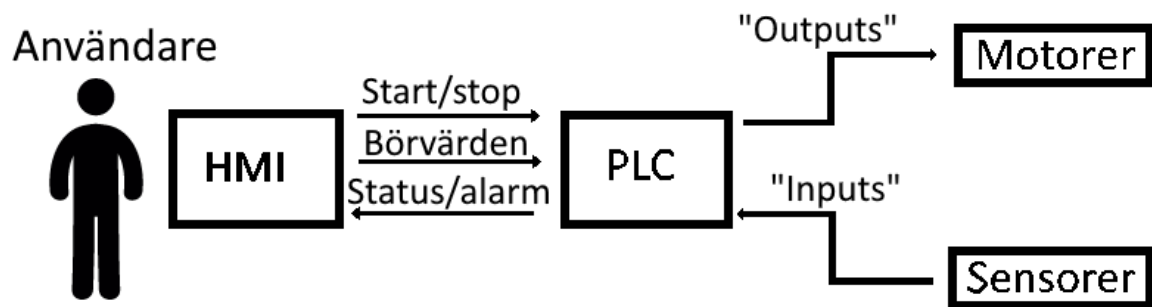 Användare
HMI
Start/stop
Börvärden
Status/alarm
PLC
"Outputs"
Motorer
"Inputs"
Sensorer